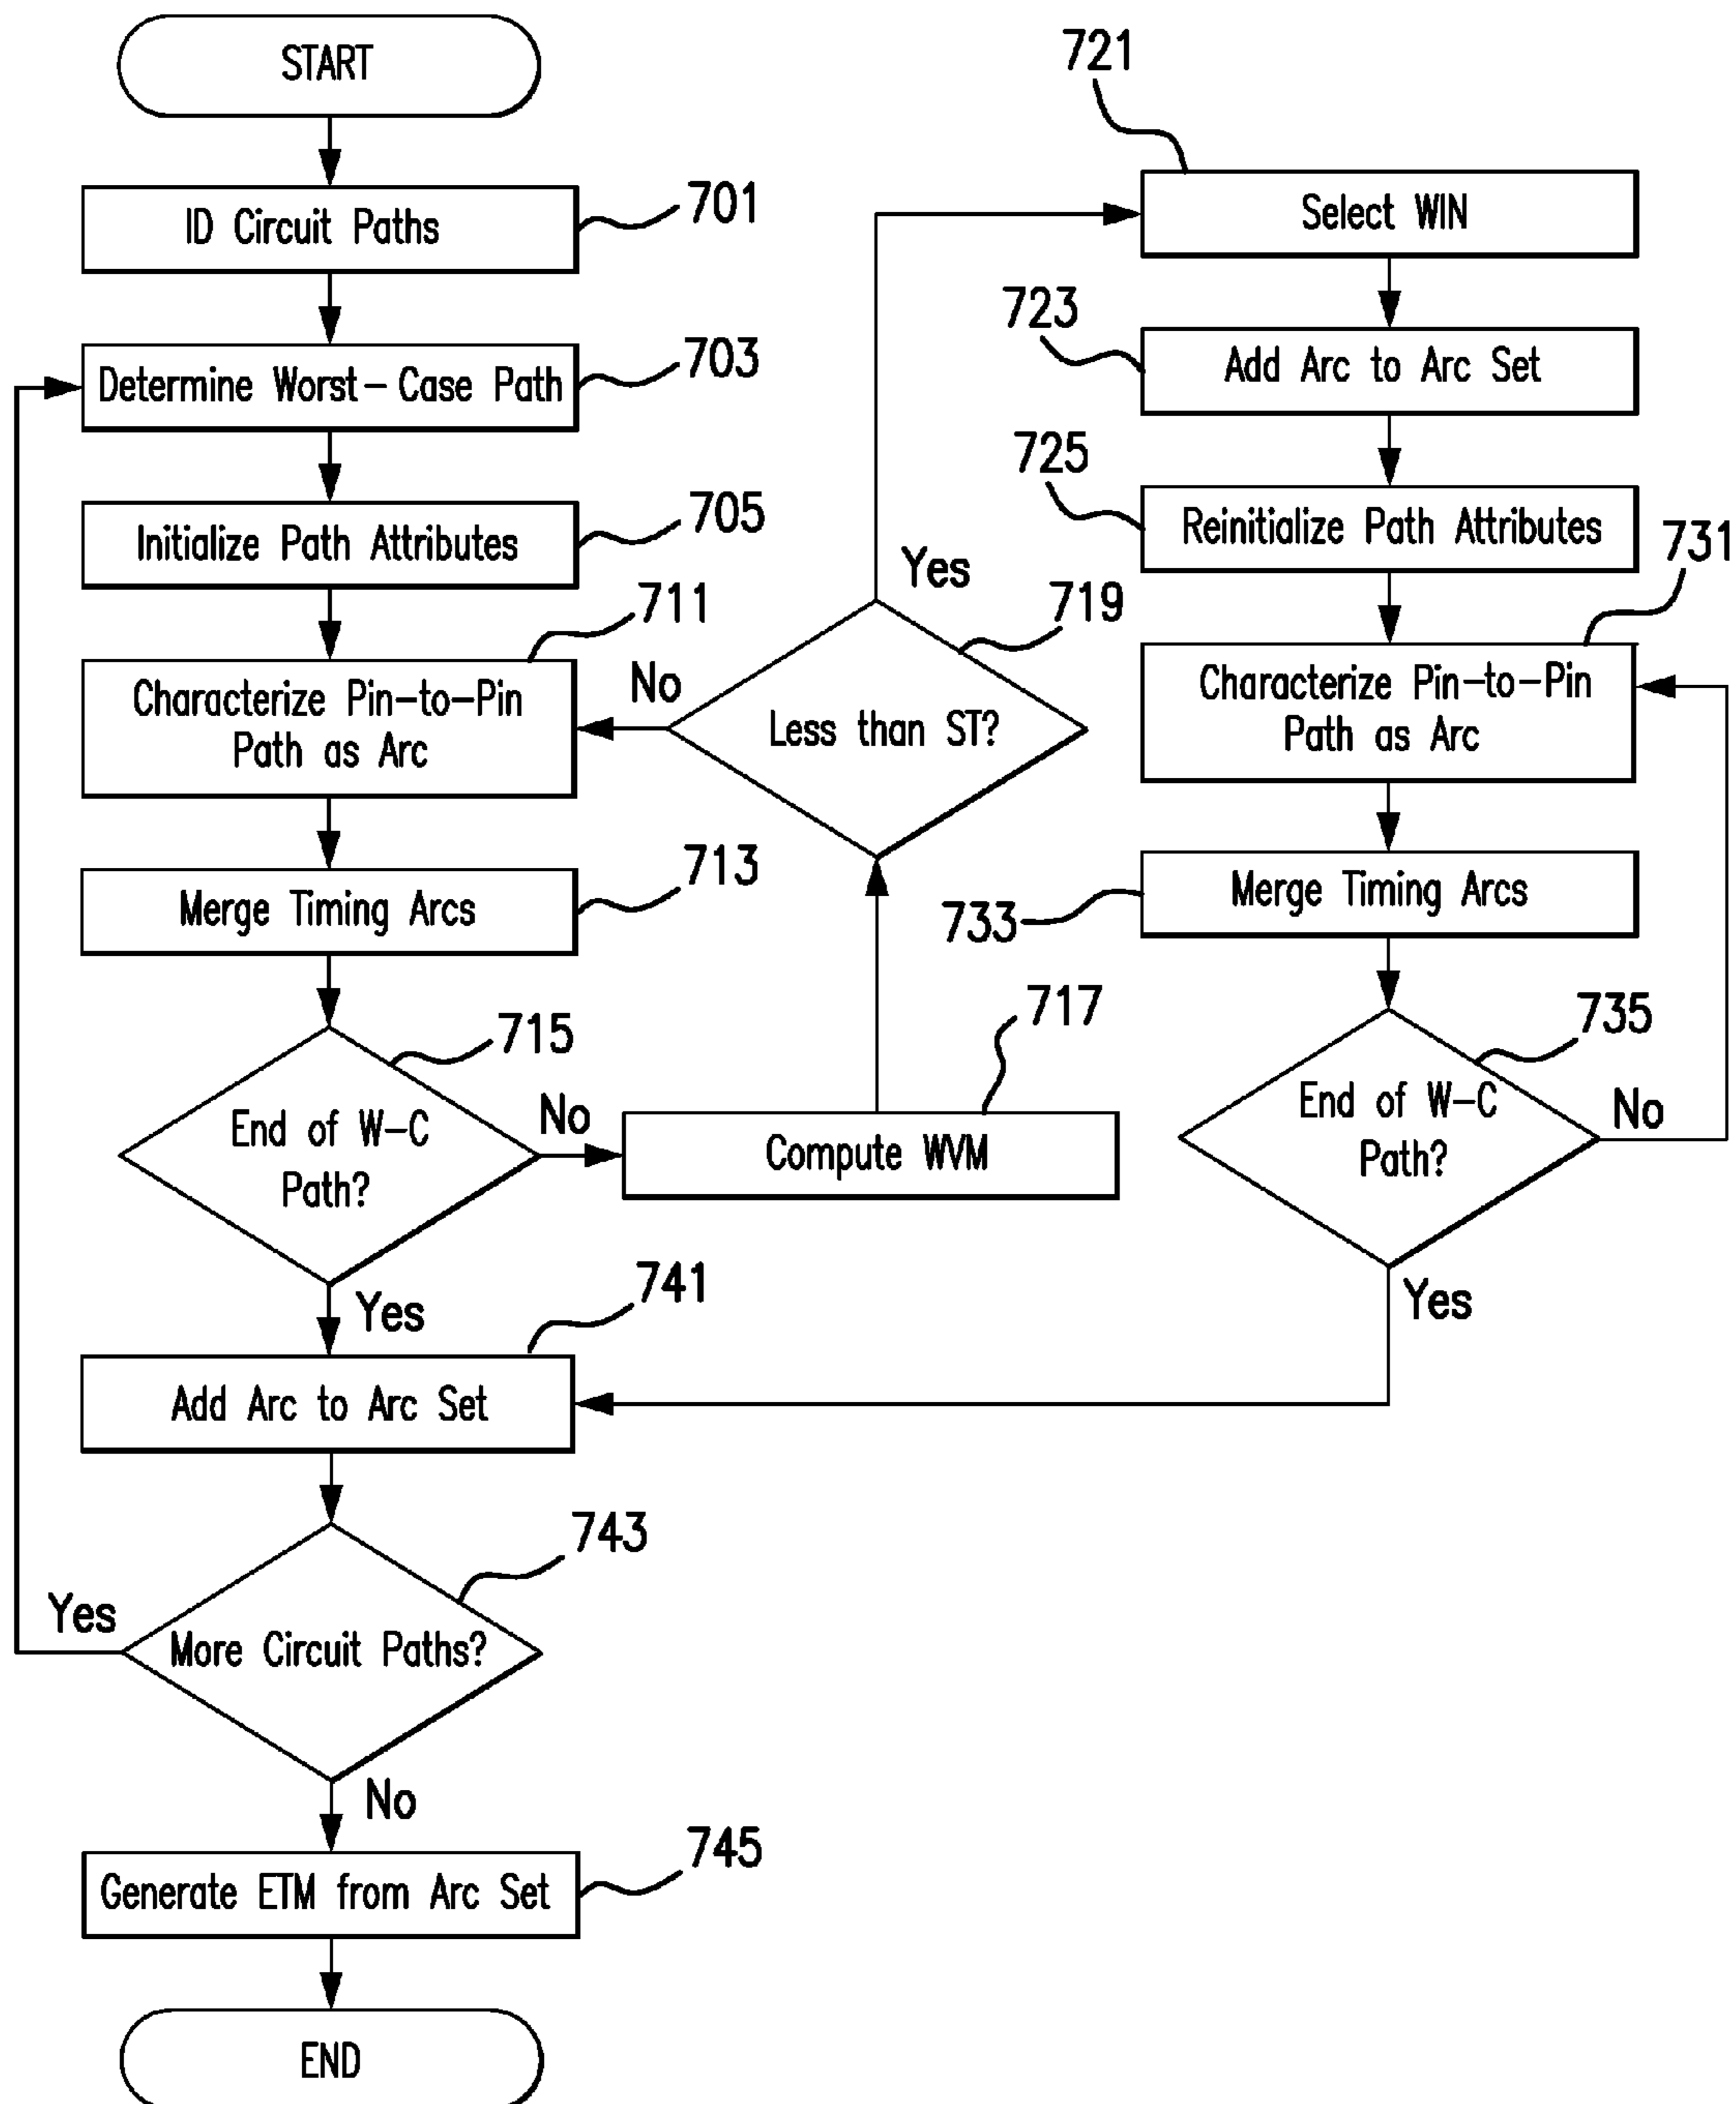 START
701
ID Circuit Paths
703
Determine Worst-Case Path
705
Initialize Path Attributes
711
Characterize Pin-to-Pin
Path as Arc
713
Merge Timing Arcs
715
End of W-C
Path?
No
Yes
717
Compute WVM
719
Less than ST?
No
Yes
721
Select WIN
723
Add Arc to Arc Set
725
Reinitialize Path Attributes
731
Characterize Pin-to-Pin
Path as Arc
733
Merge Timing Arcs
735
End of W-C
Path?
No
Yes
741
Add Arc to Arc Set
743
More Circuit Paths?
Yes
No
745
Generate ETM from Arc Set
END